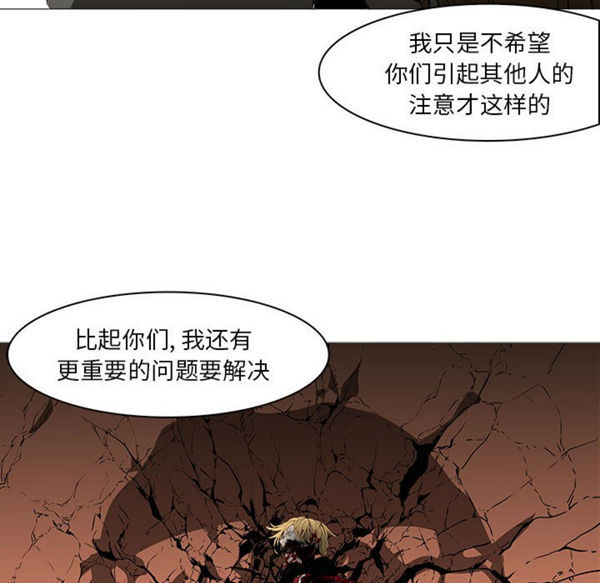 我只是不希望
你们引起其他人的
注意才这样的
比起你们, 我还有
更重要的问题要解决